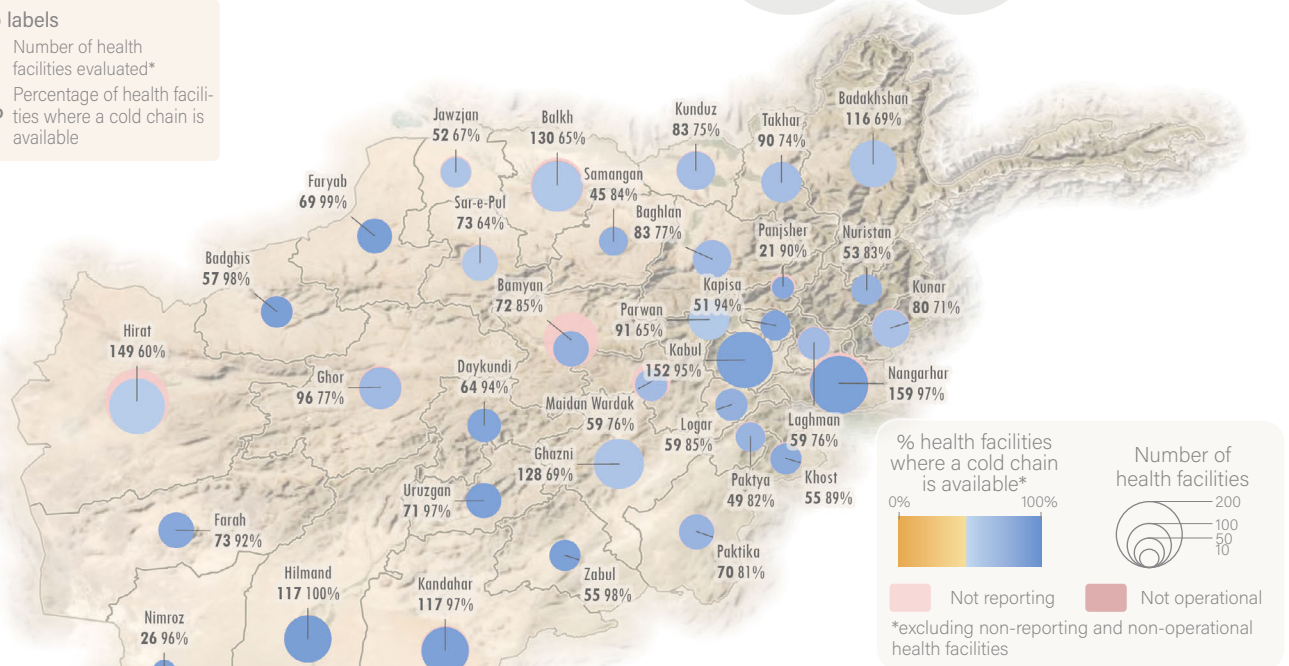 labels
Number of health
facilities evaluated*
Percentage of health facili-
ties where a cold chain is
available
Jawzjan
52 67%
Balkh
130 65%
Kunduz
83 75%
Takhar
90 74%
Badakhshan
116 69%
Faryab
69 99%
Sar-e-Pul
73 64%
Samangan
45 84%
Baghlan
83 77%
Panjsher
21 90%
Nuristan
53 83%
Badghis
57 98%
Bamyan
72 85%
Parwan
91 65%
Kapisa
51 94%
Kunar
80 71%
Hirat
149 60%
Ghor
96 77%
Daykundi
64 94%
Kabul
152 95%
Maidan Wardak
59 76%
Nangarhar
159 97%
Logar
59 85%
Laghman
59 76%
Ghazni
128 69%
Paktya
49 82%
Khost
55 89%
Uruzgan
71 97%
Farah
73 92%
Paktika
70 81%
Zabul
55 98%
Hilmand
117 100%
Kandahar
117 97%
Nimroz
26 96%
% health facilities
where a cold chain
is available*
0% 100%
Number of
health facilities
200
100
50
10
Not reporting
Not operational
*excluding non-reporting and non-operational
health facilities